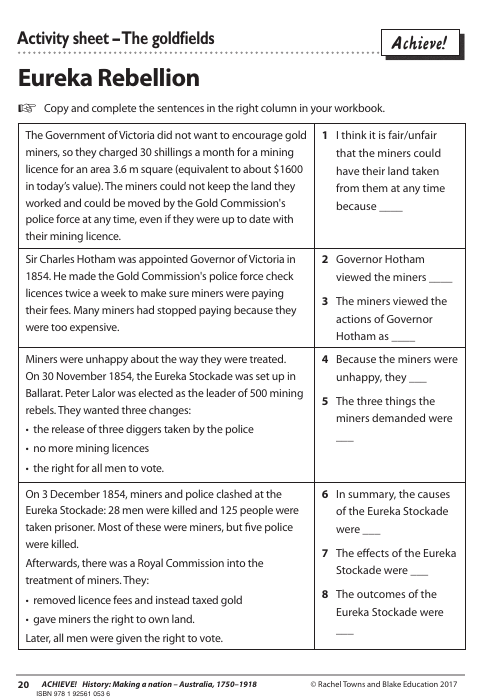 Activity sheet – The goldfields
Achieve!
Eureka Rebellion
☞ Copy and complete the sentences in the right column in your workbook.
The Government of Victoria did not want to encourage gold
miners, so they charged 30 shillings a month for a mining
licence for an area 3.6 m square (equivalent to about $1600
in today's value). The miners could not keep the land they
worked and could be moved by the Gold Commission's
police force at any time, even if they were up to date with
their mining licence.
1 I think it is fair/unfair
that the miners could
have their land taken
from them at any time
because ____
Sir Charles Hotham was appointed Governor of Victoria in
1854. He made the Gold Commission's police force check
licences twice a week to make sure miners were paying
their fees. Many miners had stopped paying because they
were too expensive.
2 Governor Hotham
viewed the miners ____
3 The miners viewed the
actions of Governor
Hotham as ____
Miners were unhappy about the way they were treated.
On 30 November 1854, the Eureka Stockade was set up in
Ballarat. Peter Lalor was elected as the leader of 500 mining
rebels. They wanted three changes:
• the release of three diggers taken by the police
• no more mining licences
• the right for all men to vote.
4 Because the miners were
unhappy, they ___
5 The three things the
miners demanded were
___
On 3 December 1854, miners and police clashed at the
Eureka Stockade: 28 men were killed and 125 people were
taken prisoner. Most of these were miners, but five police
were killed.
Afterwards, there was a Royal Commission into the
treatment of miners. They:
• removed licence fees and instead taxed gold
• gave miners the right to own land.
Later, all men were given the right to vote.
6 In summary, the causes
of the Eureka Stockade
were ___
7 The effects of the Eureka
Stockade were ___
8 The outcomes of the
Eureka Stockade were
___
20 ACHIEVE! History: Making a nation – Australia, 1750–1918
© Rachel Towns and Blake Education 2017
ISBN 978 1 92561 053 6